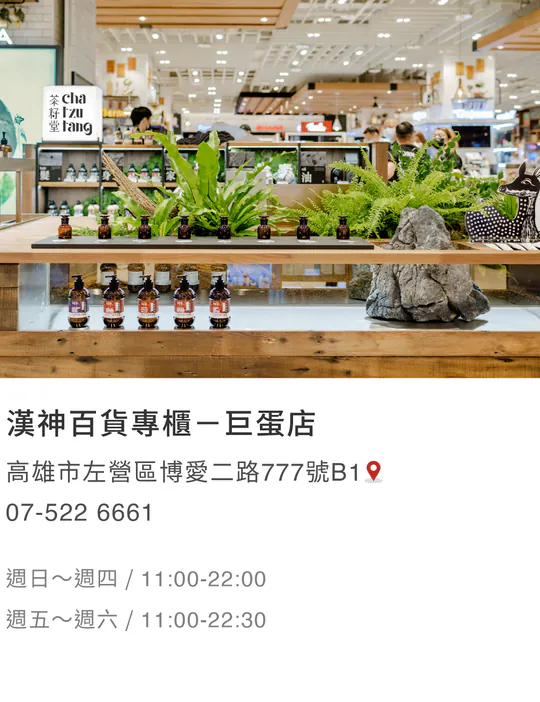 茶籽堂
cha
tzu
tang
漢神百貨專櫃－巨蛋店
高雄市左營區博愛二路777號B1
07-522 6661
週日～週四 / 11:00-22:00
週五～週六 / 11:00-22:30